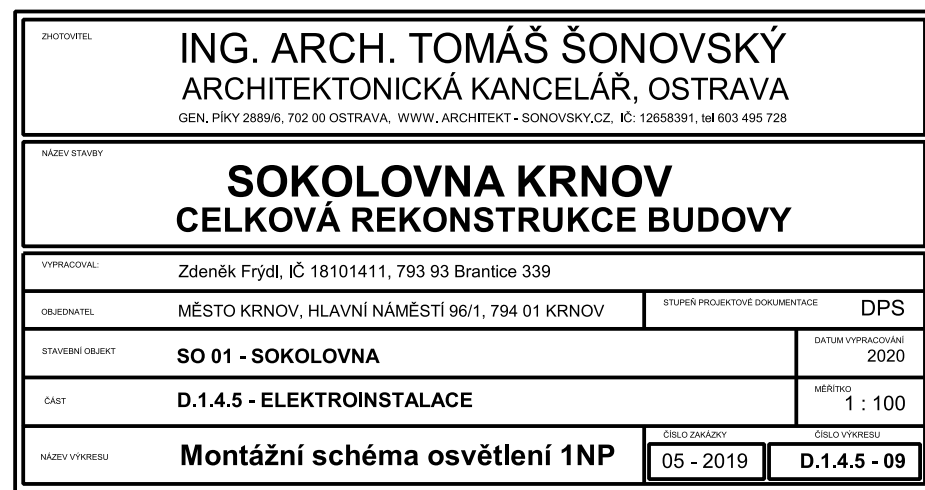 ZHOTOVITEL
ING. ARCH. TOMÁŠ ŠONOVSKÝ
ARCHITEKTONICKÁ KANCELÁŘ, OSTRAVA
GEN. PÍKY 2889/6, 702 00 OSTRAVA, WWW. ARCHITEKT - SONOVSKY.CZ, IČ: 12658391, tel 603 495 728
NÁZEV STAVBY
SOKOLOVNA KRNOV
CELKOVÁ REKONSTRUKCE BUDOVY
VYPRACOVAL: Zdeněk Frýdl, IČ 18101411, 793 93 Brantice 339
OBJEDNATEL MĚSTO KRNOV, HLAVNÍ NÁMĚSTÍ 96/1, 794 01 KRNOV
STUPEŇ PROJEKTOVÉ DOKUMENTACE DPS
STAVEBNÍ OBJEKT SO 01 - SOKOLOVNA
DATUM VYPRACOVÁNÍ
2020
ČÁST D.1.4.5 - ELEKTROINSTALACE
MĚŘÍTKO
1 : 100
NÁZEV VÝKRESU Montážní schéma osvětlení 1NP
ČÍSLO ZAKÁZKY
05 - 2019
ČÍSLO VÝKRESU
D.1.4.5 - 09